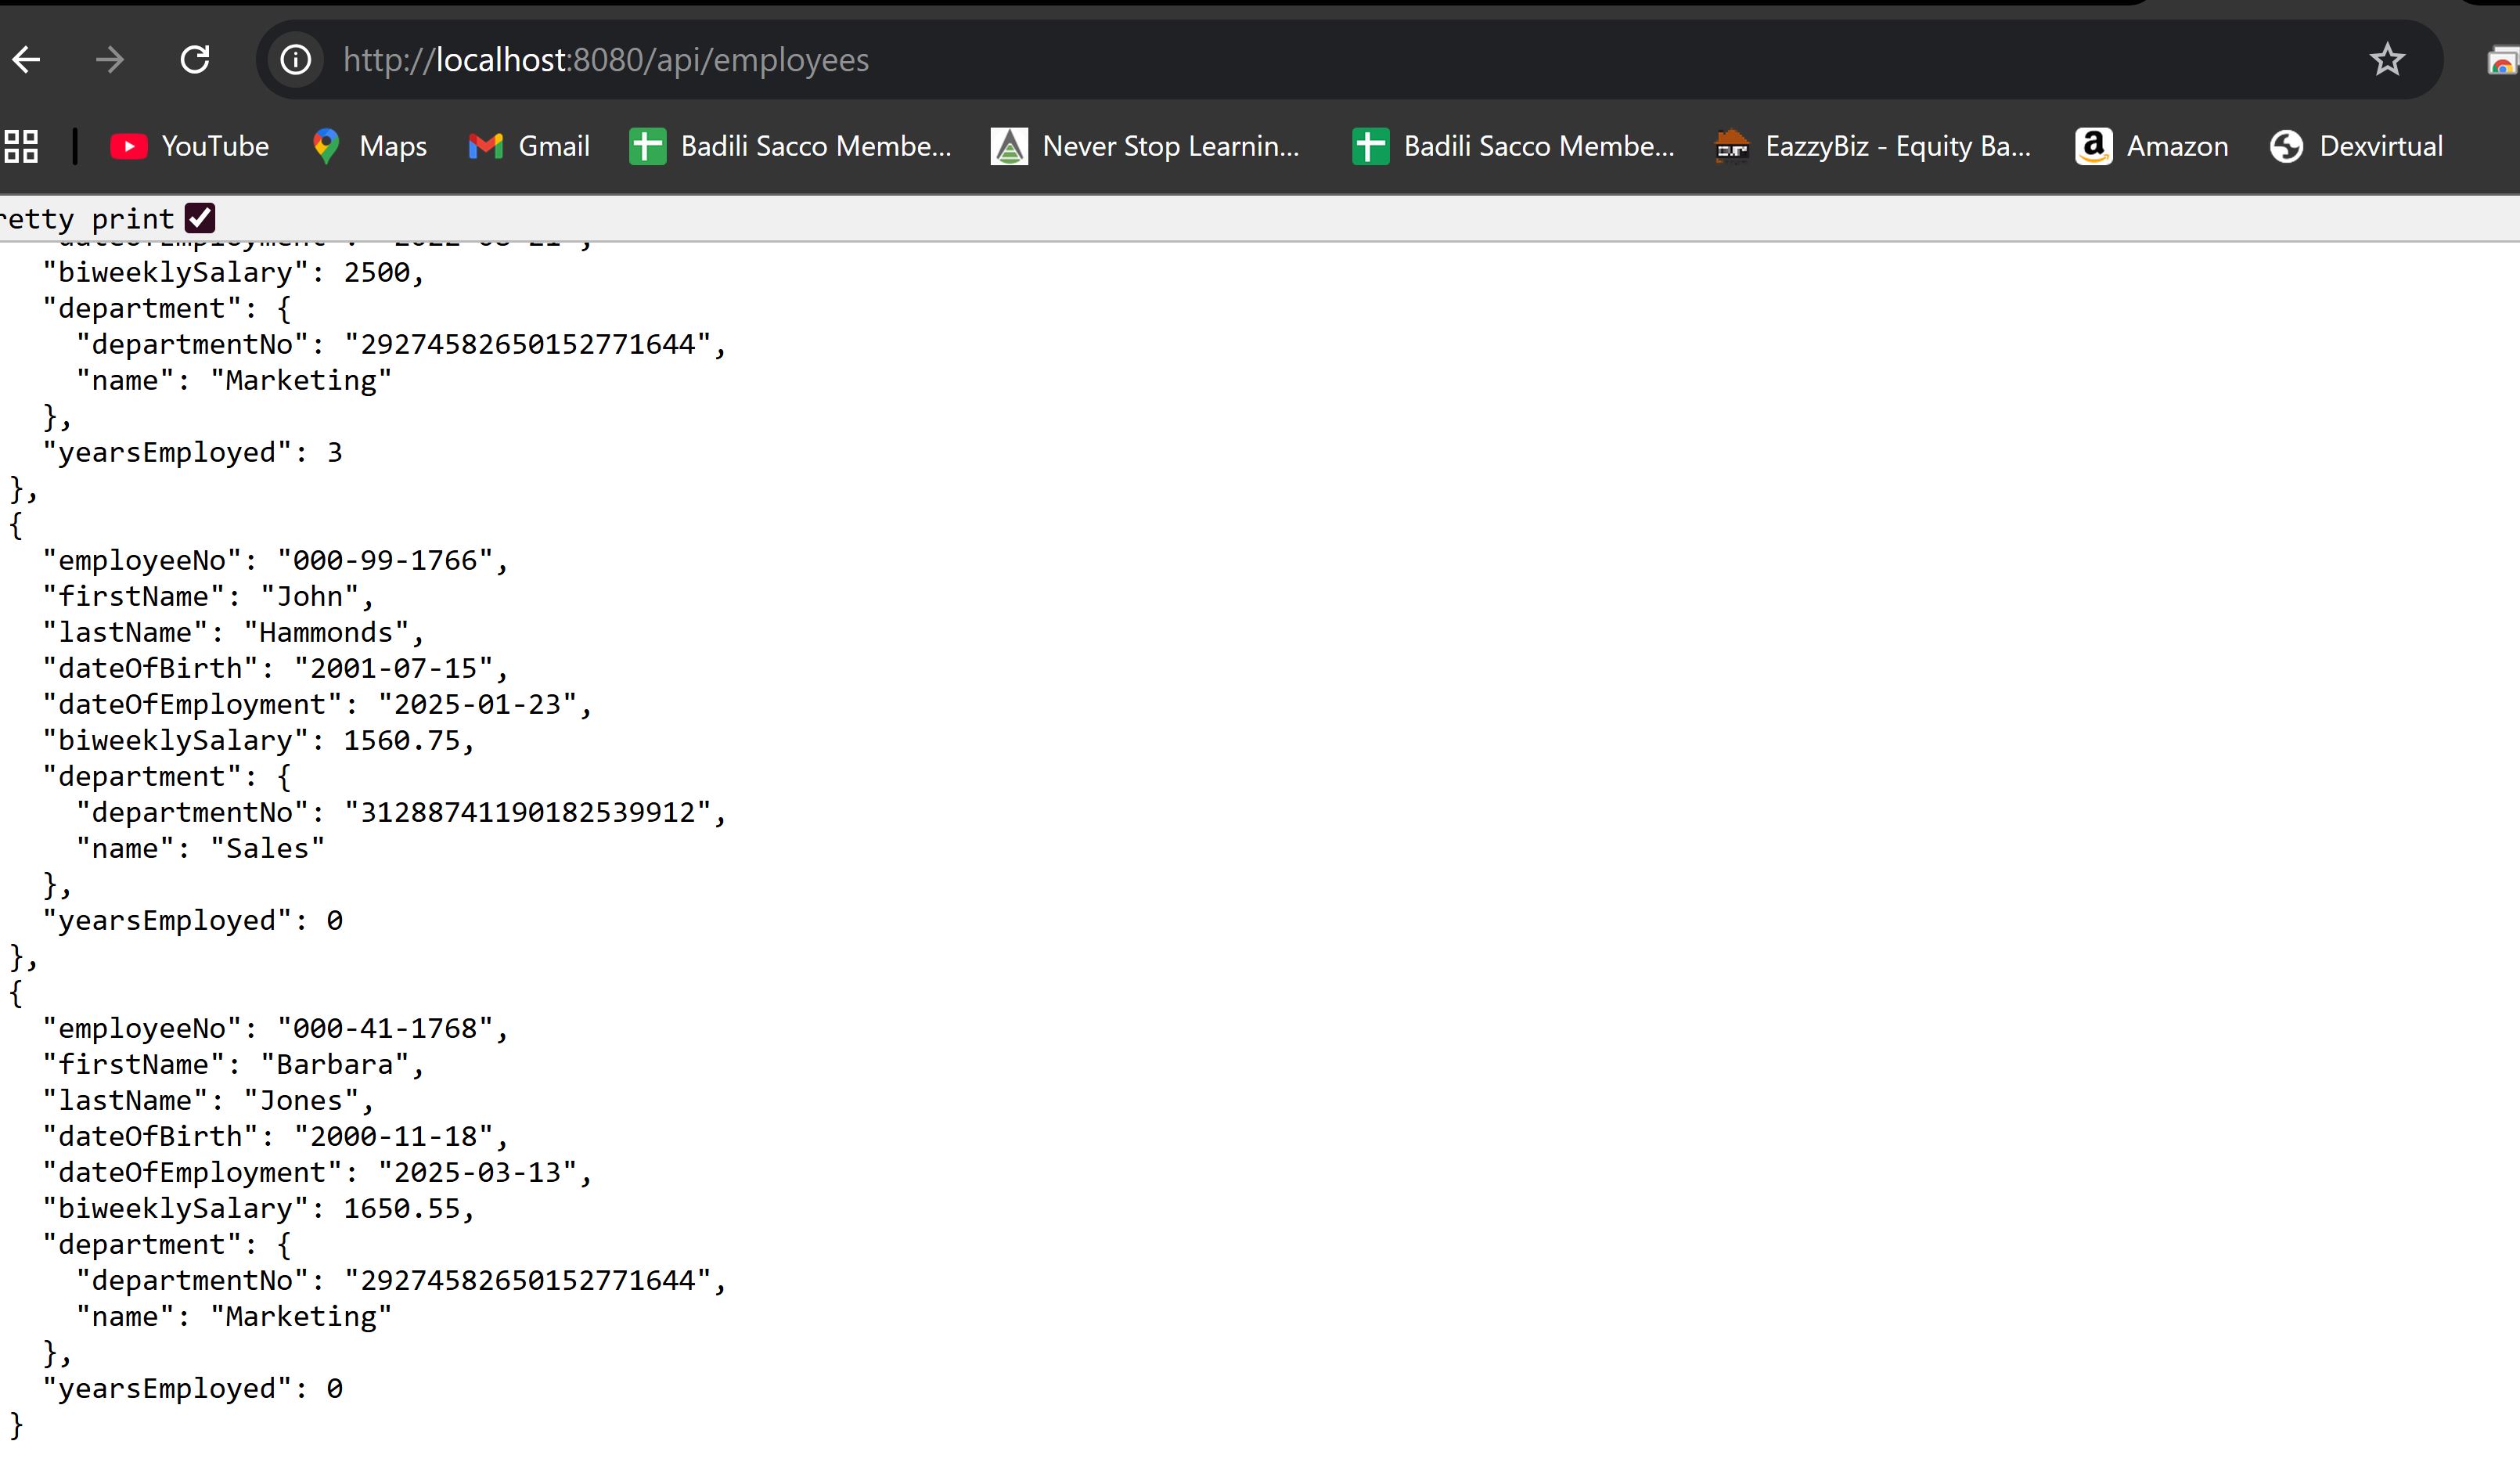 http://localhost:8080/api/employees
YouTube Maps Gmail Badili Sacco Membe... Never Stop Learnin... Badili Sacco Membe... EazzyBiz - Equity Ba... Amazon Dexvirtual
retty print
"biweeklySalary": 2500,
"department": {
"departmentNo": "29274582650152771644",
"name": "Marketing"
},
"yearsEmployed": 3
},
{
"employeeNo": "000-99-1766",
"firstName": "John",
"lastName": "Hammonds",
"dateOfBirth": "2001-07-15",
"dateOfEmployment": "2025-01-23",
"biweeklySalary": 1560.75,
"department": {
"departmentNo": "31288741190182539912",
"name": "Sales"
},
"yearsEmployed": 0
},
{
"employeeNo": "000-41-1768",
"firstName": "Barbara",
"lastName": "Jones",
"dateOfBirth": "2000-11-18",
"dateOfEmployment": "2025-03-13",
"biweeklySalary": 1650.55,
"department": {
"departmentNo": "29274582650152771644",
"name": "Marketing"
},
"yearsEmployed": 0
}